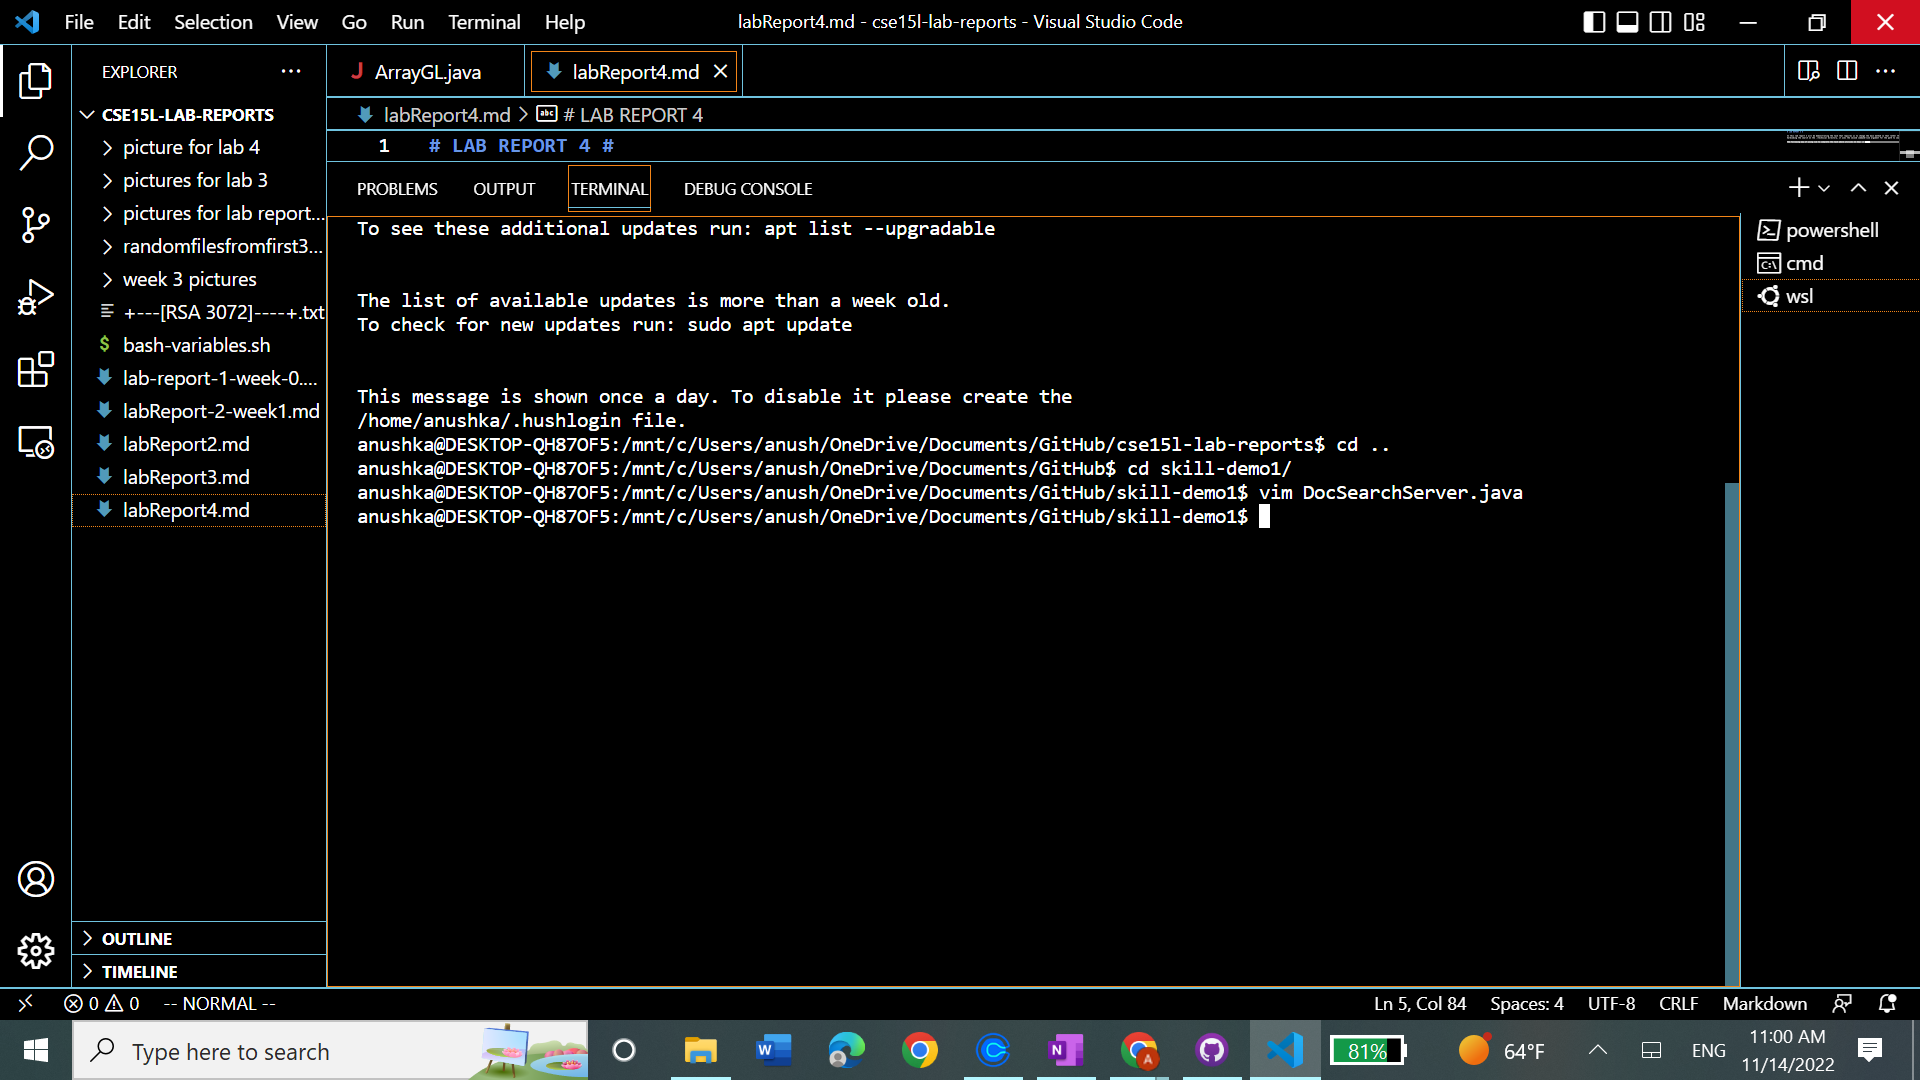 File Edit Selection View Go Run Terminal Help
labReport4.md - cse15l-lab-reports - Visual Studio Code
EXPLORER
CSE15L-LAB-REPORTS
picture for lab 4
pictures for lab 3
pictures for lab report...
randomfilesfromfirst3...
week 3 pictures
+---[RSA 3072]----+.txt
$ bash-variables.sh
lab-report-1-week-0....
labReport-2-week1.md
labReport2.md
labReport3.md
labReport4.md
OUTLINE
TIMELINE
J ArrayGL.java
labReport4.md
labReport4.md > abc # LAB REPORT 4
1 # LAB REPORT 4 #
PROBLEMS OUTPUT TERMINAL DEBUG CONSOLE
To see these additional updates run: apt list --upgradable
The list of available updates is more than a week old.
To check for new updates run: sudo apt update
This message is shown once a day. To disable it please create the
/home/anushka/.hushlogin file.
anushka@DESKTOP-QH87OF5:/mnt/c/Users/anush/OneDrive/Documents/GitHub/cse15l-lab-reports$ cd ..
anushka@DESKTOP-QH87OF5:/mnt/c/Users/anush/OneDrive/Documents/GitHub$ cd skill-demo1/
anushka@DESKTOP-QH87OF5:/mnt/c/Users/anush/OneDrive/Documents/GitHub/skill-demo1$ vim DocSearchServer.java
anushka@DESKTOP-QH87OF5:/mnt/c/Users/anush/OneDrive/Documents/GitHub/skill-demo1$
powershell
cmd
wsl
0 0 -- NORMAL --
Ln 5, Col 84 Spaces: 4 UTF-8 CRLF Markdown
Type here to search
81%
64°F
ENG
11:00 AM
11/14/2022